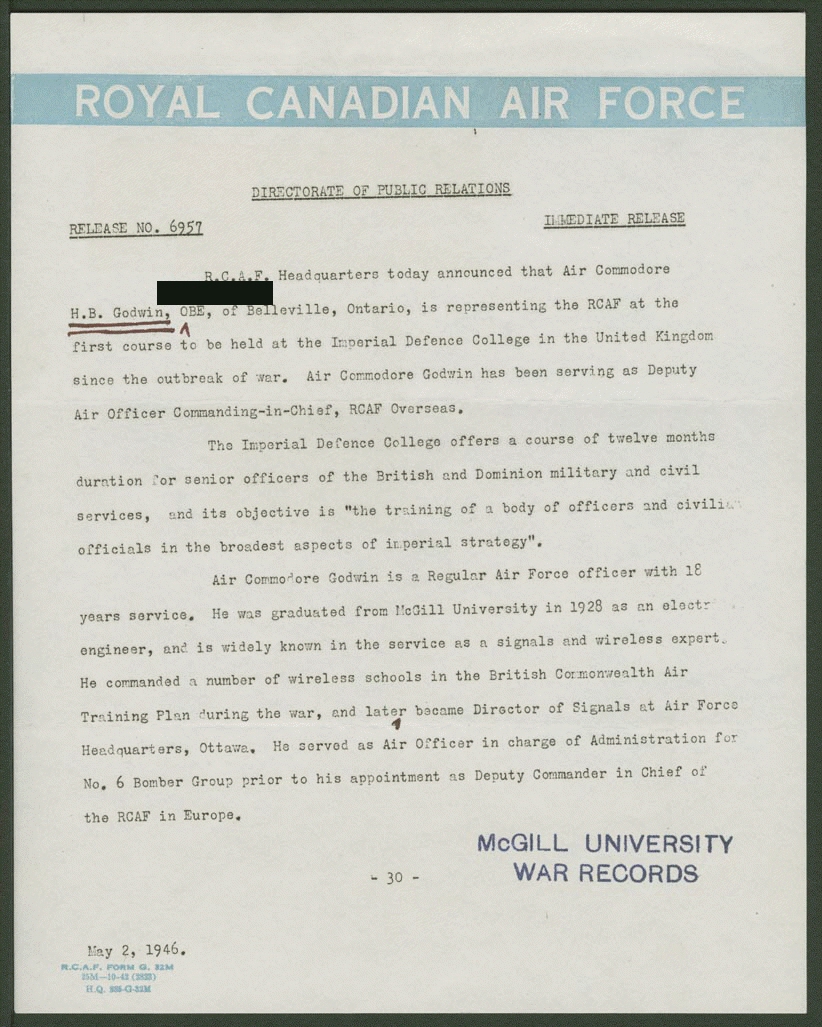 ROYAL CANADIAN AIR FORCE
DIRECTORATE OF PUBLIC RELATIONS
RELEASE NO. 6957
IMMEDIATE RELEASE
R.C.A.F. Headquarters today announced that Air Commodore
H.B. Godwin, OBE, of Belleville, Ontario, is representing the RCAF at the
first course to be held at the Imperial Defence College in the United Kingdom
since the outbreak of war. Air Commodore Godwin has been serving as Deputy
Air Officer Commanding-in-Chief, RCAF Overseas.
The Imperial Defence College offers a course of twelve months
duration for senior officers of the British and Dominion military and civil
services, and its objective is "the training of a body of officers and
officials in the broadest aspects of imperial strategy".
Air Commodore Godwin is a Regular Air Force officer with 18
years service. He was graduated from McGill University in 1928 as an
engineer, and is widely known in the service as a signals and wireless expert.
He commanded a number of wireless schools in the British Commonwealth Air
Training Plan during the war, and later became Director of Signals at Air Force
Headquarters, Ottawa. He served as Air Officer in charge of Administration for
No. 6 Bomber Group prior to his appointment as Deputy Commander in Chief of
the RCAF in Europe.
McGILL UNIVERSITY
WAR RECORDS
- 30 -
May 2, 1946.
R.C.A.F. FORM G. 32M
25M—10-42 (2823)
H.Q. 885-G-32M